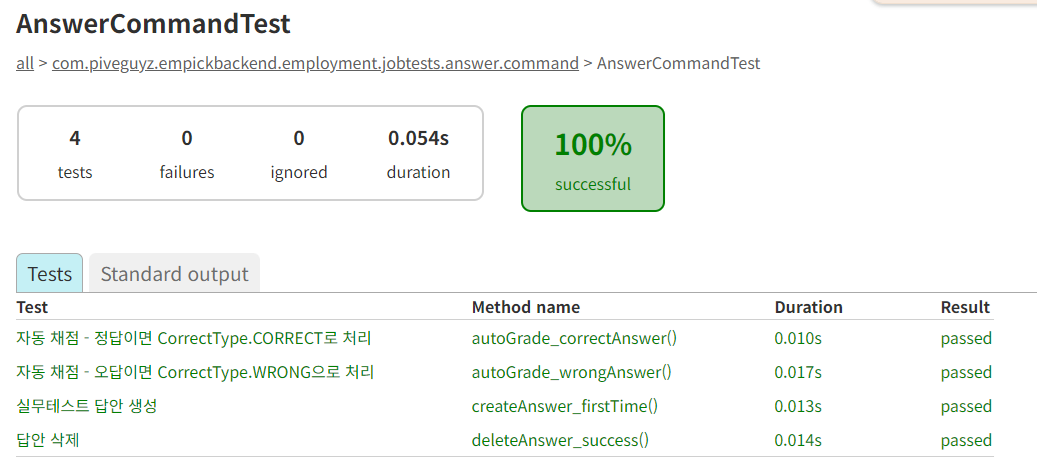 AnswerCommandTest
all > com.piveguyz.empickbackend.employment.jobtests.answer.command > AnswerCommandTest
4 0 0 0.054s
tests failures ignored duration
100%
successful
Tests Standard output
Test Method name Duration Result
자동 채점 - 정답이면 CorrectType.CORRECT로 처리 autoGrade_correctAnswer() 0.010s passed
자동 채점 - 오답이면 CorrectType.WRONG으로 처리 autoGrade_wrongAnswer() 0.017s passed
실무테스트 답안 생성 createAnswer_firstTime() 0.013s passed
답안 삭제 deleteAnswer_success() 0.014s passed